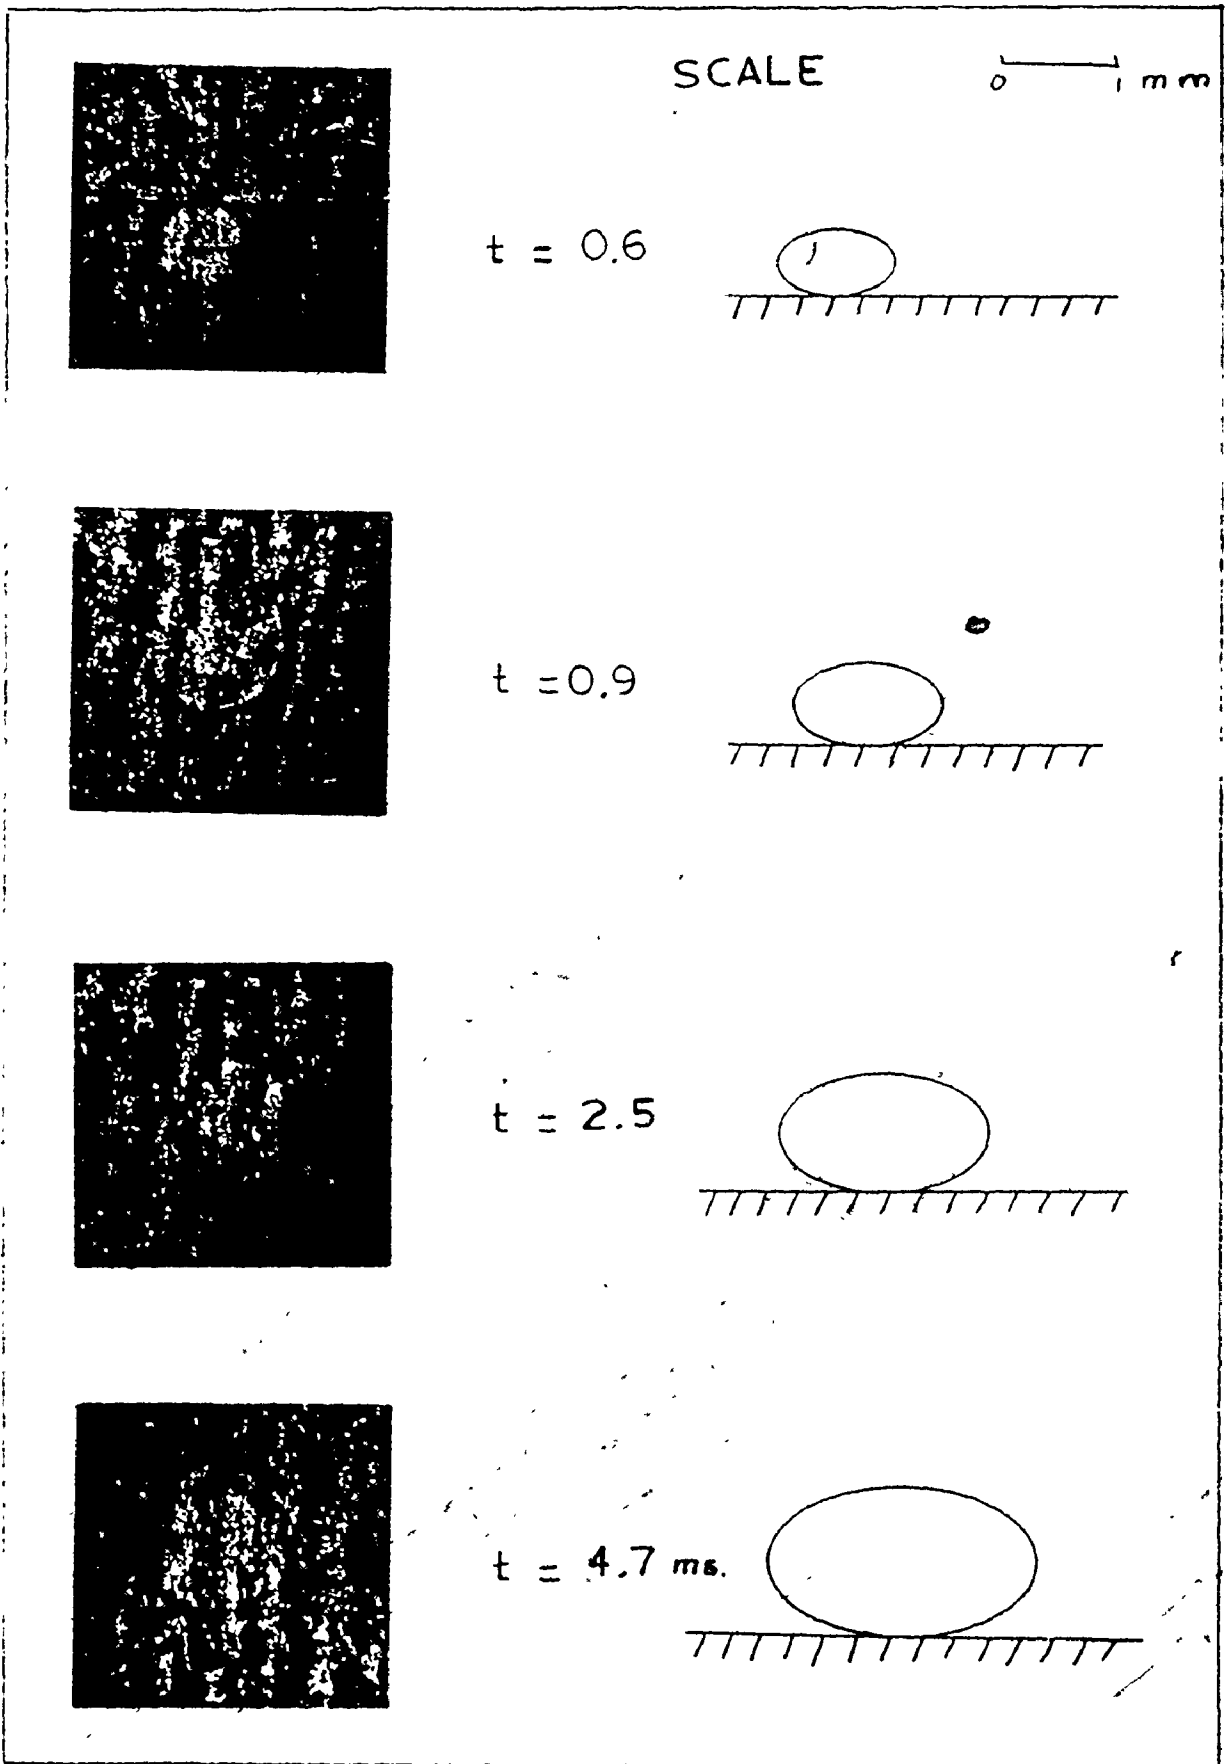 SCALE 0 1 mm
t = 0.6
t = 0.9
t = 2.5
t = 4.7 ms.